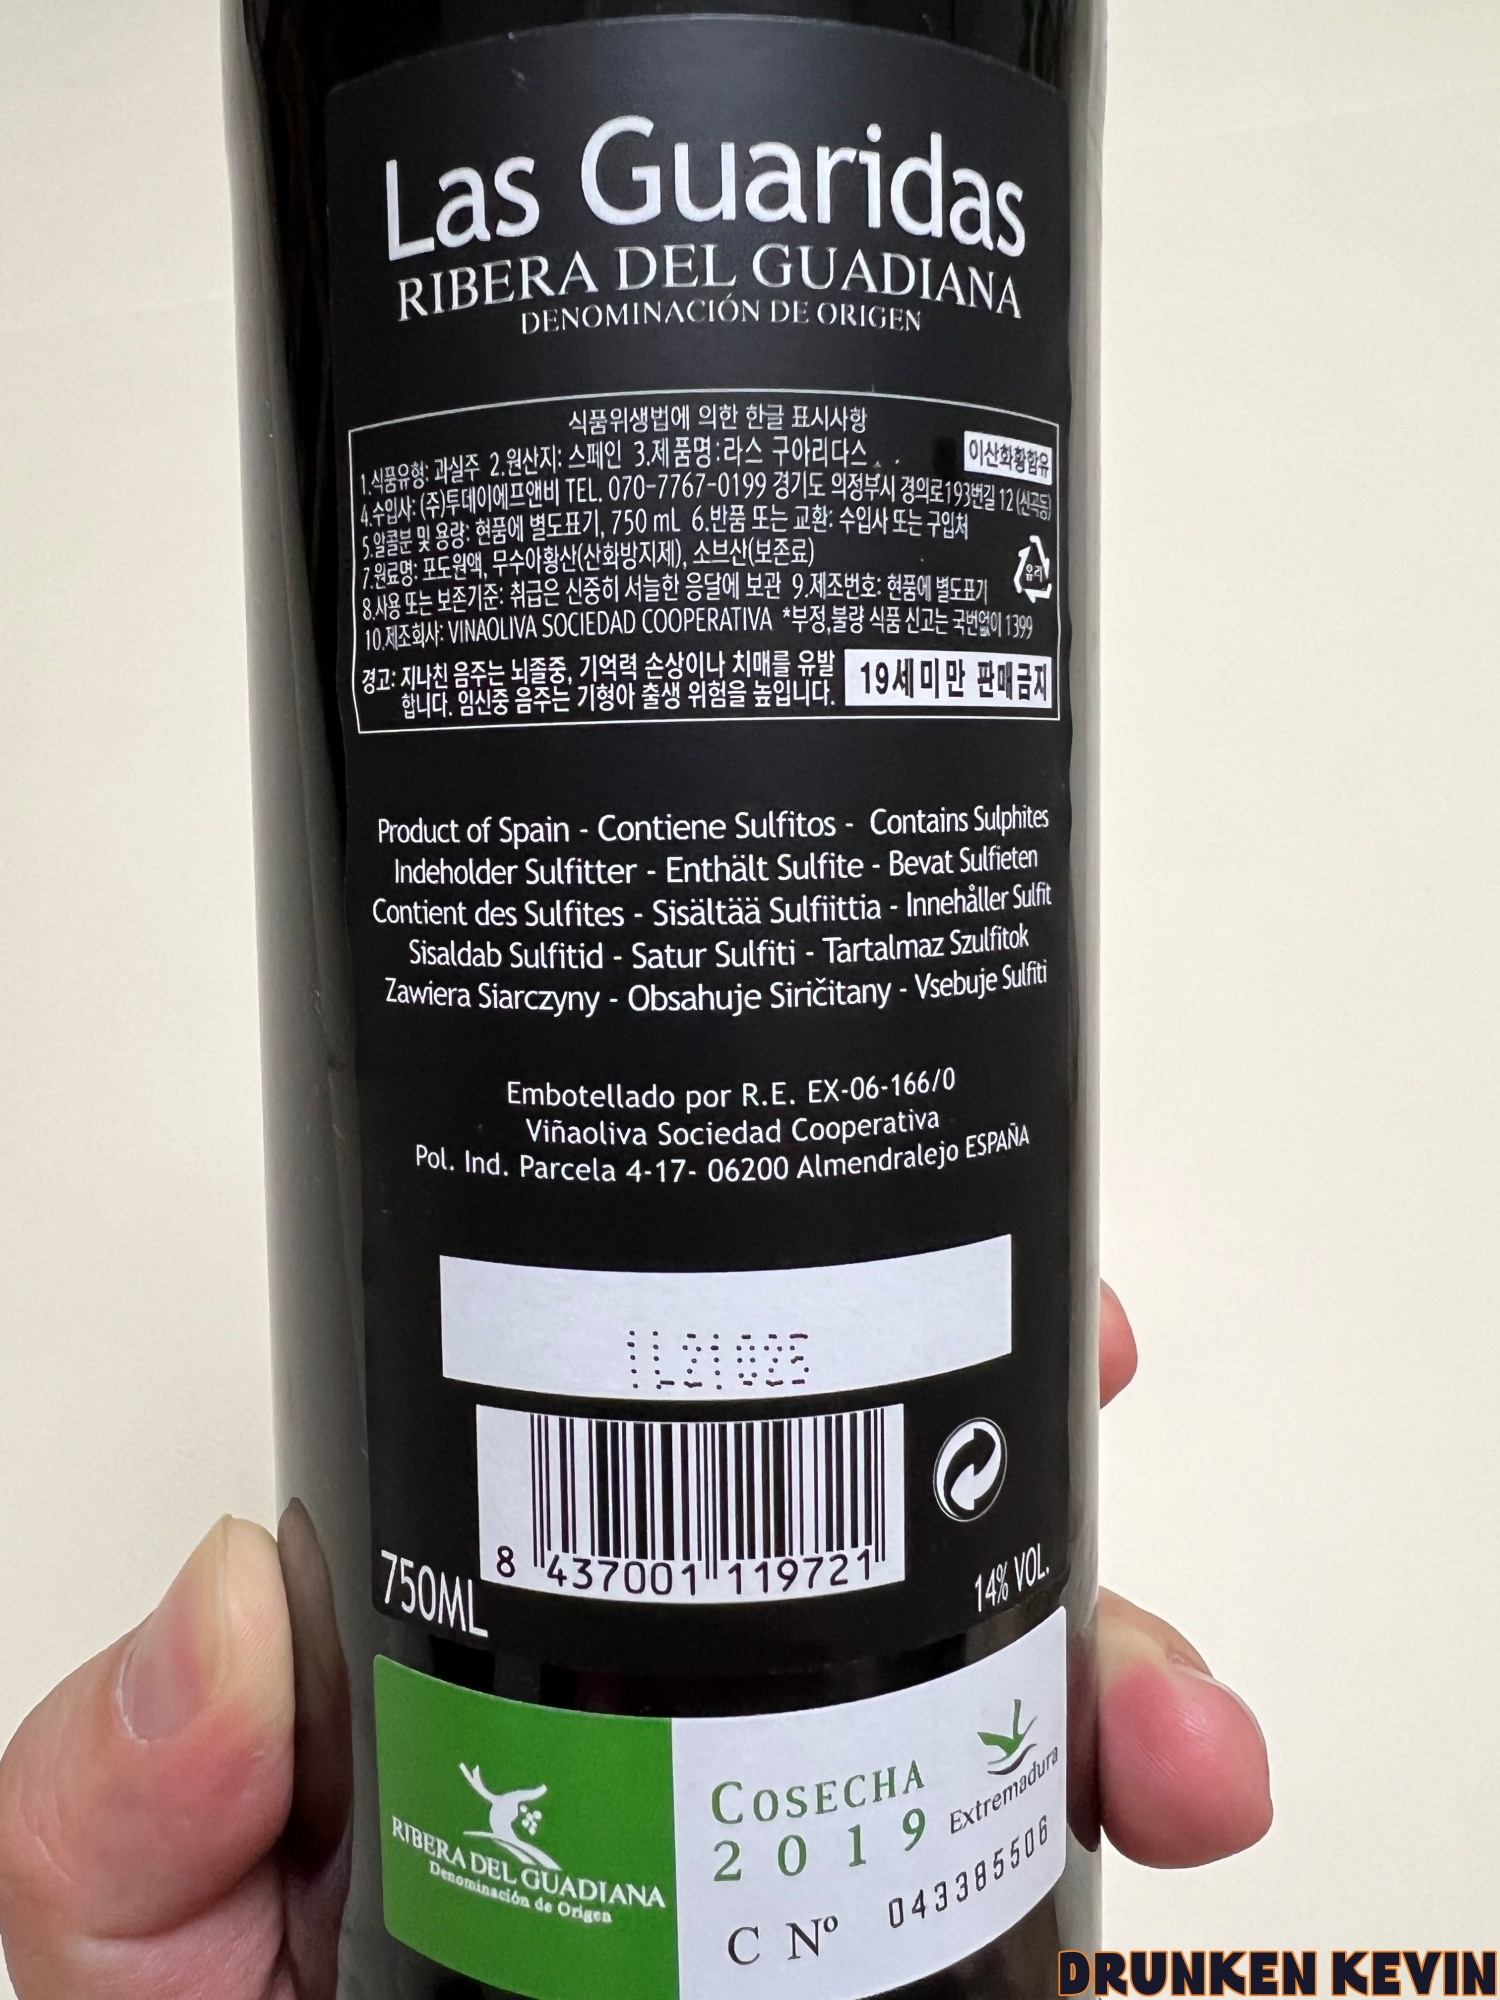 Las Guaridas
RIBERA DEL GUADIANA
DENOMINACIÓN DE ORIGEN
식품위생법에 의한 한글 표시사항
1.식품유형: 과실주 2.원산지: 스페인 3.제품명:라스 구아리다스
이산화황함유
4.수입사: (주)투데이에프앤비 TEL. 070-7767-0199 경기도 의정부시 경의로193번길 12 (신곡동)
5.알콜분 및 용량: 현품에 별도표기, 750 mL 6.반품 또는 교환: 수입사 또는 구입처
7.원료명: 포도원액, 무수아황산(산화방지제), 소브산(보존료)
유리
8.사용 또는 보존기준: 취급은 신중히 서늘한 응달에 보관 9.제조번호: 현품에 별도표기
10.제조회사: VINAOLIVA SOCIEDAD COOPERATIVA *부정,불량 식품 신고는 국번없이 1399
경고: 지나친 음주는 뇌졸중, 기억력 손상이나 치매를 유발
합니다. 임신중 음주는 기형아 출생 위험을 높입니다.
19세미만 판매금지
Product of Spain - Contiene Sulfitos - Contains Sulphites
Indeholder Sulfitter - Enthält Sulfite - Bevat Sulfieten
Contient des Sulfites - Sisältää Sulfiittia - Innehåller Sulfit
Sisaldab Sulfitid - Satur Sulfiti - Tartalmaz Szulfitok
Zawiera Siarczyny - Obsahuje Siričitany - Vsebuje Sulfiti
Embotellado por R.E. EX-06-166/0
Viñaoliva Sociedad Cooperativa
Pol. Ind. Parcela 4-17- 06200 Almendralejo ESPAÑA
8 437001 119721
750ML
14% VOL.
RIBERA DEL GUADIANA
Denominación de Origen
COSECHA
2019
Extremadura
C Nº 043385506
DRUNKEN KEVIN